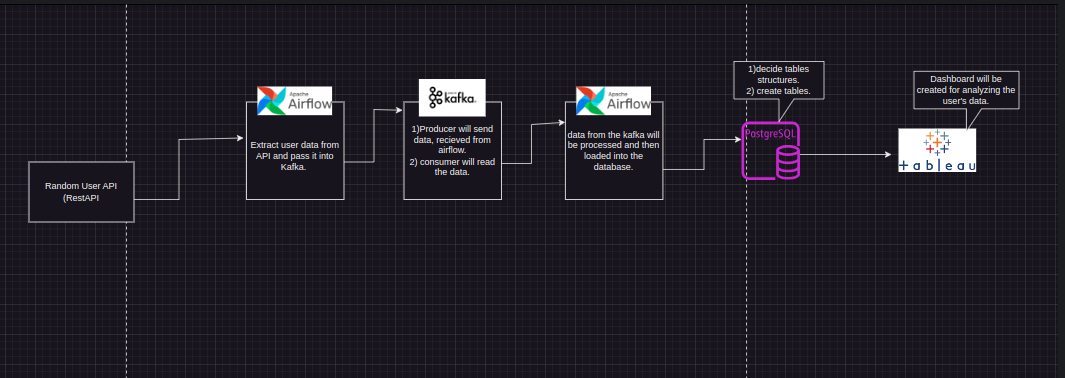 Random User API
(RestAPI
Apache
Airflow
Extract user data from
API and pass it into
Kafka.
kafka
1)Producer will send
data, recieved from
airflow.
2) consumer will read
the data.
Apache
Airflow
data from the kafka will
be processed and then
loaded into the
database.
1)decide tables
structures.
2) create tables.
PostgreSQL
Dashboard will be
created for analyzing the
user's data.
tableau